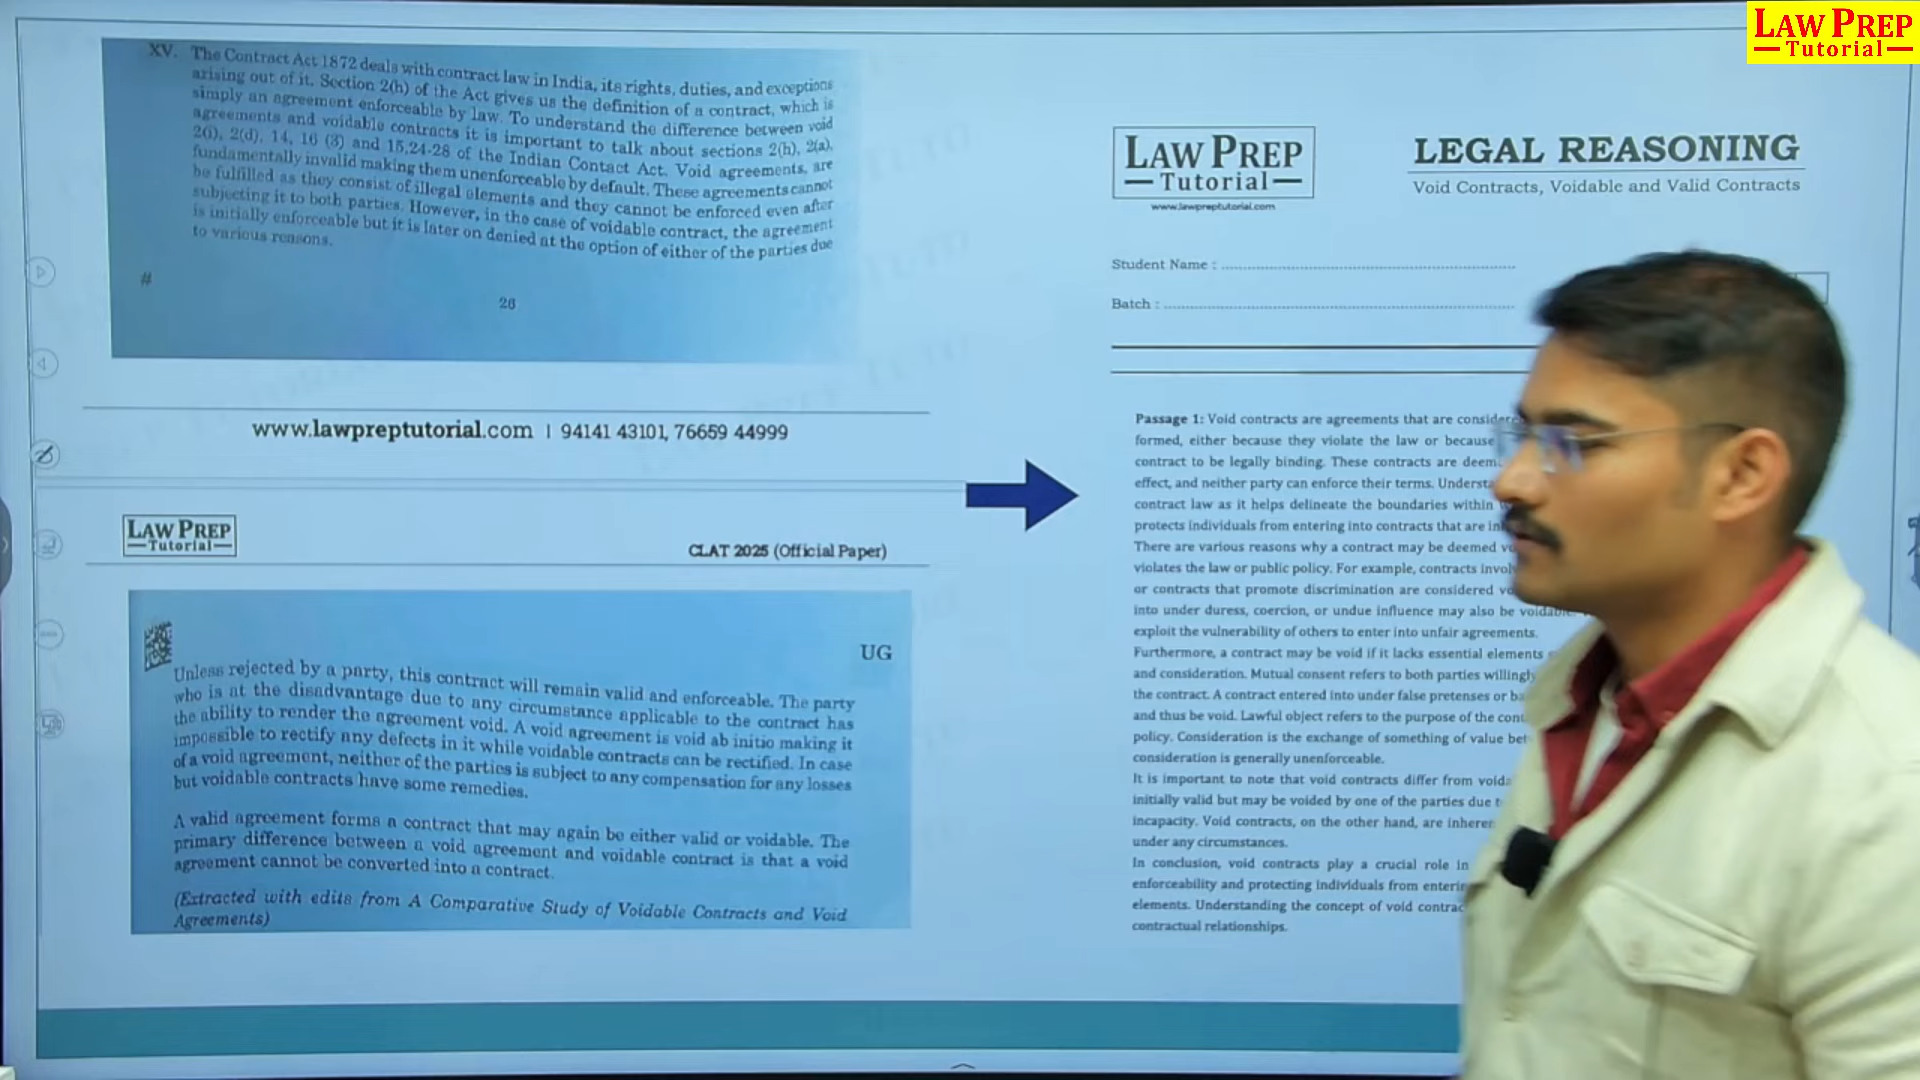 LAW PREP
Tutorial
XV. The Contract Act 1872 deals with contract law in India, its rights, duties, and exceptions
arising out of it. Section 2(h) of the Act gives us the definition of a contract, which is
simply an agreement enforceable by law. To understand the difference between void
agreements and voidable contracts it is important to talk about sections 2(h), 2(a),
2(i), 2(d), 14, 16 (3) and 15,24-28 of the Indian Contact Act. Void agreements, are
fundamentally invalid making them unenforceable by default. These agreements cannot
be fulfilled as they consist of illegal elements and they cannot be enforced even after
subjecting it to both parties. However, in the case of voidable contract, the agreement
is initially enforceable but it is later on denied at the option of either of the parties due
to various reasons.
#
26
www.lawpreptutorial.com | 94141 43101, 76659 44999
LAW PREP
Tutorial
CLAT 2025 (Official Paper)
UG
Unless rejected by a party, this contract will remain valid and enforceable. The party
who is at the disadvantage due to any circumstance applicable to the contract has
the ability to render the agreement void. A void agreement is void ab initio making it
impossible to rectify any defects in it while voidable contracts can be rectified. In case
of a void agreement, neither of the parties is subject to any compensation for any losses
but voidable contracts have some remedies.
A valid agreement forms a contract that may again be either valid or voidable. The
primary difference between a void agreement and voidable contract is that a void
agreement cannot be converted into a contract.
(Extracted with edits from A Comparative Study of Voidable Contracts and Void
Agreements)
LAW PREP
Tutorial
www.lawpreptutorial.com
LEGAL REASONING
Void Contracts, Voidable and Valid Contracts
Student Name :
Batch :
Passage 1: Void contracts are agreements that are
formed, either because they violate the law or because
contract to be legally binding. These contracts are
effect, and neither party can enforce their terms.
contract law as it helps delineate the boundaries within
protects individuals from entering into contracts that are
There are various reasons why a contract may be deemed
violates the law or public policy. For example, contracts
or contracts that promote discrimination are considered
into under duress, coercion, or undue influence may also be voidable.
exploit the vulnerability of others to enter into unfair agreements.
Furthermore, a contract may be void if it lacks essential elements
and consideration. Mutual consent refers to both parties willingly
the contract. A contract entered into under false pretenses or
and thus be void. Lawful object refers to the purpose of the
policy. Consideration is the exchange of something of value
consideration is generally unenforceable.
It is important to note that void contracts differ from
initially valid but may be voided by one of the parties due
incapacity. Void contracts, on the other hand, are
under any circumstances.
In conclusion, void contracts play a crucial role in
enforceability and protecting individuals from
elements. Understanding the concept of void
contractual relationships.